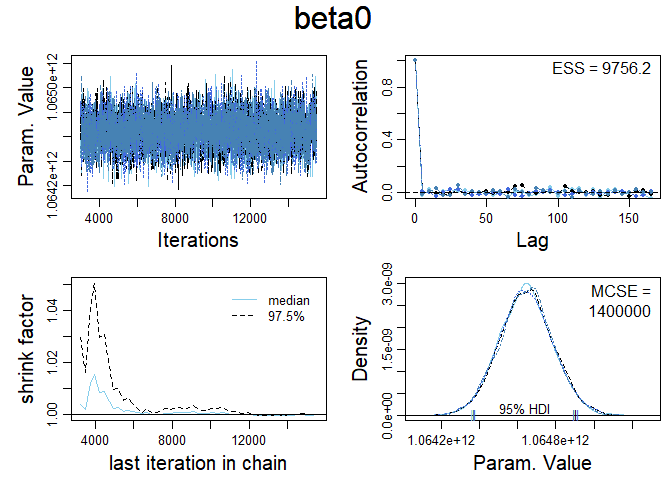 beta0
Param. Value
1.0642e+12 1.0650e+12
4000 8000 12000
Iterations
Autocorrelation
0.0 0.4 0.8
ESS = 9756.2
0 50 100 150
Lag
shrink factor
1.00 1.02 1.04
median
97.5%
4000 8000 12000
last iteration in chain
Density
0.0e+00 1.5e-09 3.0e-09
MCSE =
1400000
95% HDI
1.0642e+12 1.0648e+12
Param. Value